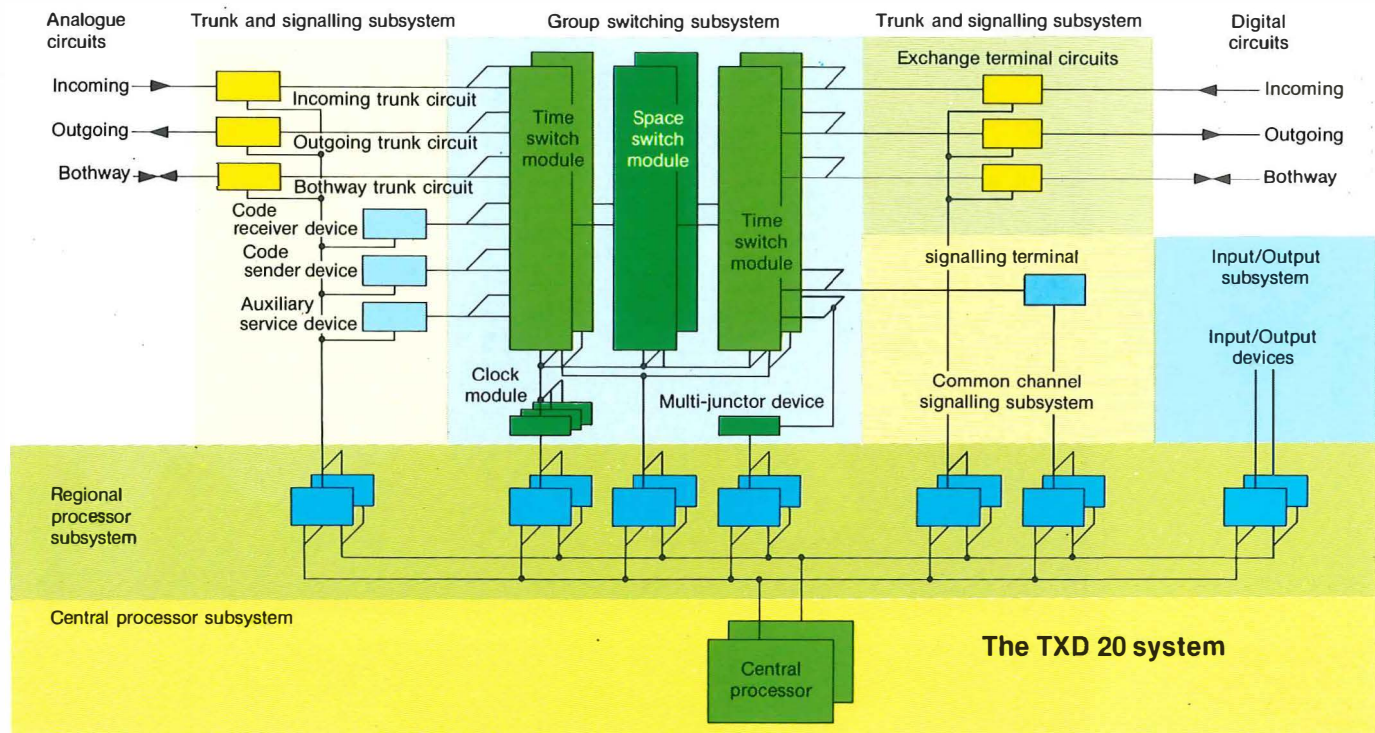 Analogue
circuits
Trunk and signalling subsystem
Group switching subsystem
Trunk and signalling subsystem
Digital
circuits
Incoming
Outgoing
Bothway
Incoming trunk circuit
Outgoing trunk circuit
Bothway trunk circuit
Code
receiver device
Code
sender device
Auxiliary
service device
Time
switch
module
Space
switch
module
Time
switch
module
Exchange terminal circuits
Incoming
Outgoing
Bothway
signalling terminal
Input/Output
subsystem
Input/Output
devices
Clock
module
Multi-junctor device
Common channel
signalling subsystem
Regional
processor
subsystem
Central processor subsystem
Central
processor
The TXD 20 system